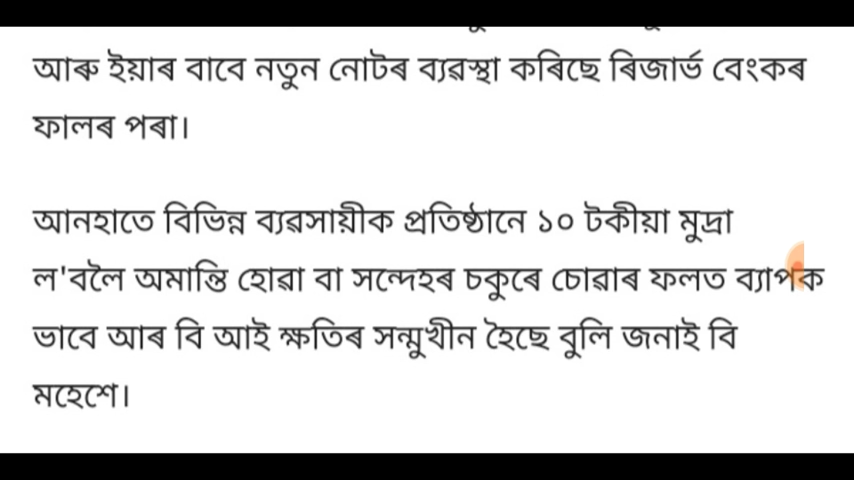 আৰু ইয়াৰ বাবে নতুন নোটৰ ব্যৱস্থা কৰিছে ৰিজাৰ্ভ বেংকৰ
ফালৰ পৰা।
আনহাতে বিভিন্ন ব্যৱসায়ীক প্ৰতিষ্ঠানে ১০ টকীয়া মুদ্ৰা
ল'বলৈ অমান্তি হোৱা বা সন্দেহৰ চকুৰে চোৱাৰ ফলত ব্যাপক
ভাবে আৰ বি আই ক্ষতিৰ সন্মুখীন হৈছে বুলি জনাই বি
মহেশে।